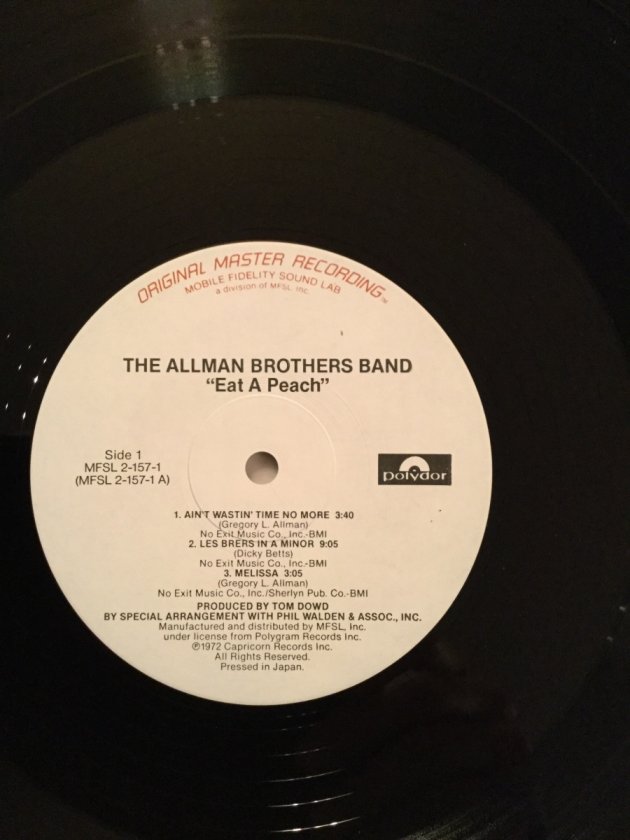 ORIGINAL MASTER RECORDING™
MOBILE FIDELITY SOUND LAB
a division of MFSL, Inc.
THE ALLMAN BROTHERS BAND
“Eat A Peach”
Side 1
MFSL 2-157-1
(MFSL 2-157-1 A)
polydor
1. AIN'T WASTIN' TIME NO MORE 3:40
(Gregory L. Allman)
No Exit Music Co., Inc.-BMI
2. LES BRERS IN A MINOR 9:05
(Dicky Betts)
No Exit Music Co., Inc.-BMI
3. MELISSA 3:05
(Gregory L. Allman)
No Exit Music Co., Inc./Sherlyn Pub. Co.-BMI
PRODUCED BY TOM DOWD
BY SPECIAL ARRANGEMENT WITH PHIL WALDEN & ASSOC., INC.
Manufactured and distributed by MFSL, Inc.
under license from Polygram Records Inc.
℗1972 Capricorn Records Inc.
All Rights Reserved.
Pressed in Japan.